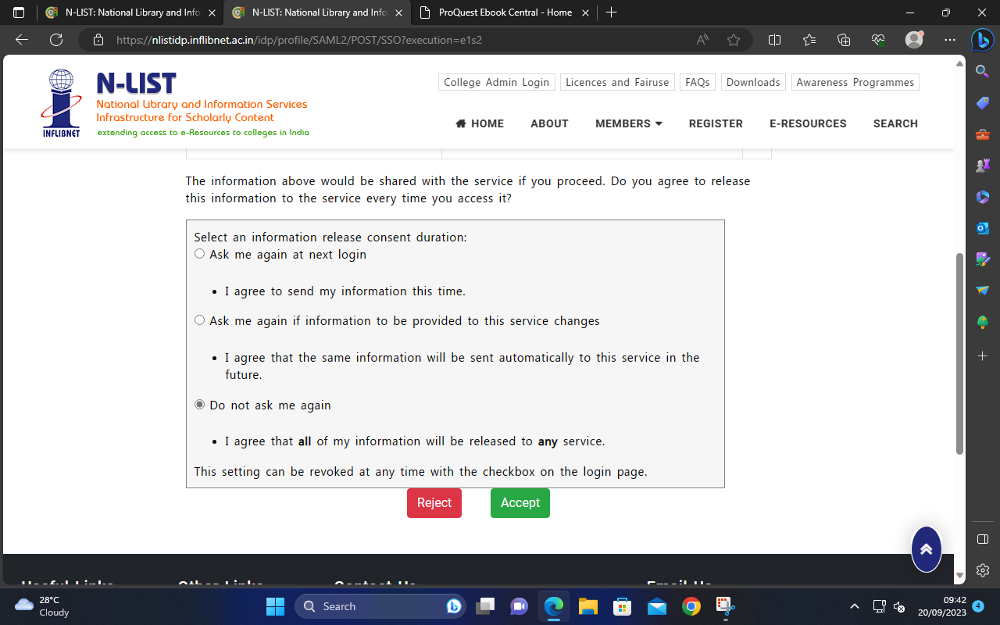 N-LIST: National Library and Info
N-LIST: National Library and Info
ProQuest Ebook Central - Home
https://nlistidp.inflibnet.ac.in/idp/profile/SAML2/POST/SSO?execution=e1s2
INFLIBNET
N-LIST
National Library and Information Services
Infrastructure for Scholarly Content
extending access to e-Resources to colleges in India
College Admin Login
Licences and Fairuse
FAQs
Downloads
Awareness Programmes
HOME
ABOUT
MEMBERS
REGISTER
E-RESOURCES
SEARCH
The information above would be shared with the service if you proceed. Do you agree to release
this information to the service every time you access it?
Select an information release consent duration:
Ask me again at next login
I agree to send my information this time.
Ask me again if information to be provided to this service changes
I agree that the same information will be sent automatically to this service in the
future.
Do not ask me again
I agree that all of my information will be released to any service.
This setting can be revoked at any time with the checkbox on the login page.
Reject
Accept
Useful Links
Other Links
Contact Us
Email Us
28°C
Cloudy
Search
09:42
20/09/2023
4